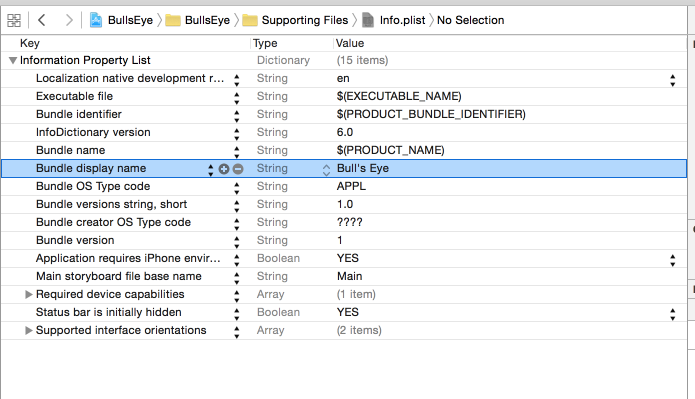 BullsEye BullsEye Supporting Files Info.plist No Selection
Key Type Value
Information Property List Dictionary (15 items)
Localization native development r... String en
Executable file String $(EXECUTABLE_NAME)
Bundle identifier String $(PRODUCT_BUNDLE_IDENTIFIER)
InfoDictionary version String 6.0
Bundle name String $(PRODUCT_NAME)
Bundle display name String Bull's Eye
Bundle OS Type code String APPL
Bundle versions string, short String 1.0
Bundle creator OS Type code String ????
Bundle version String 1
Application requires iPhone envir... Boolean YES
Main storyboard file base name String Main
Required device capabilities Array (1 item)
Status bar is initially hidden Boolean YES
Supported interface orientations Array (2 items)